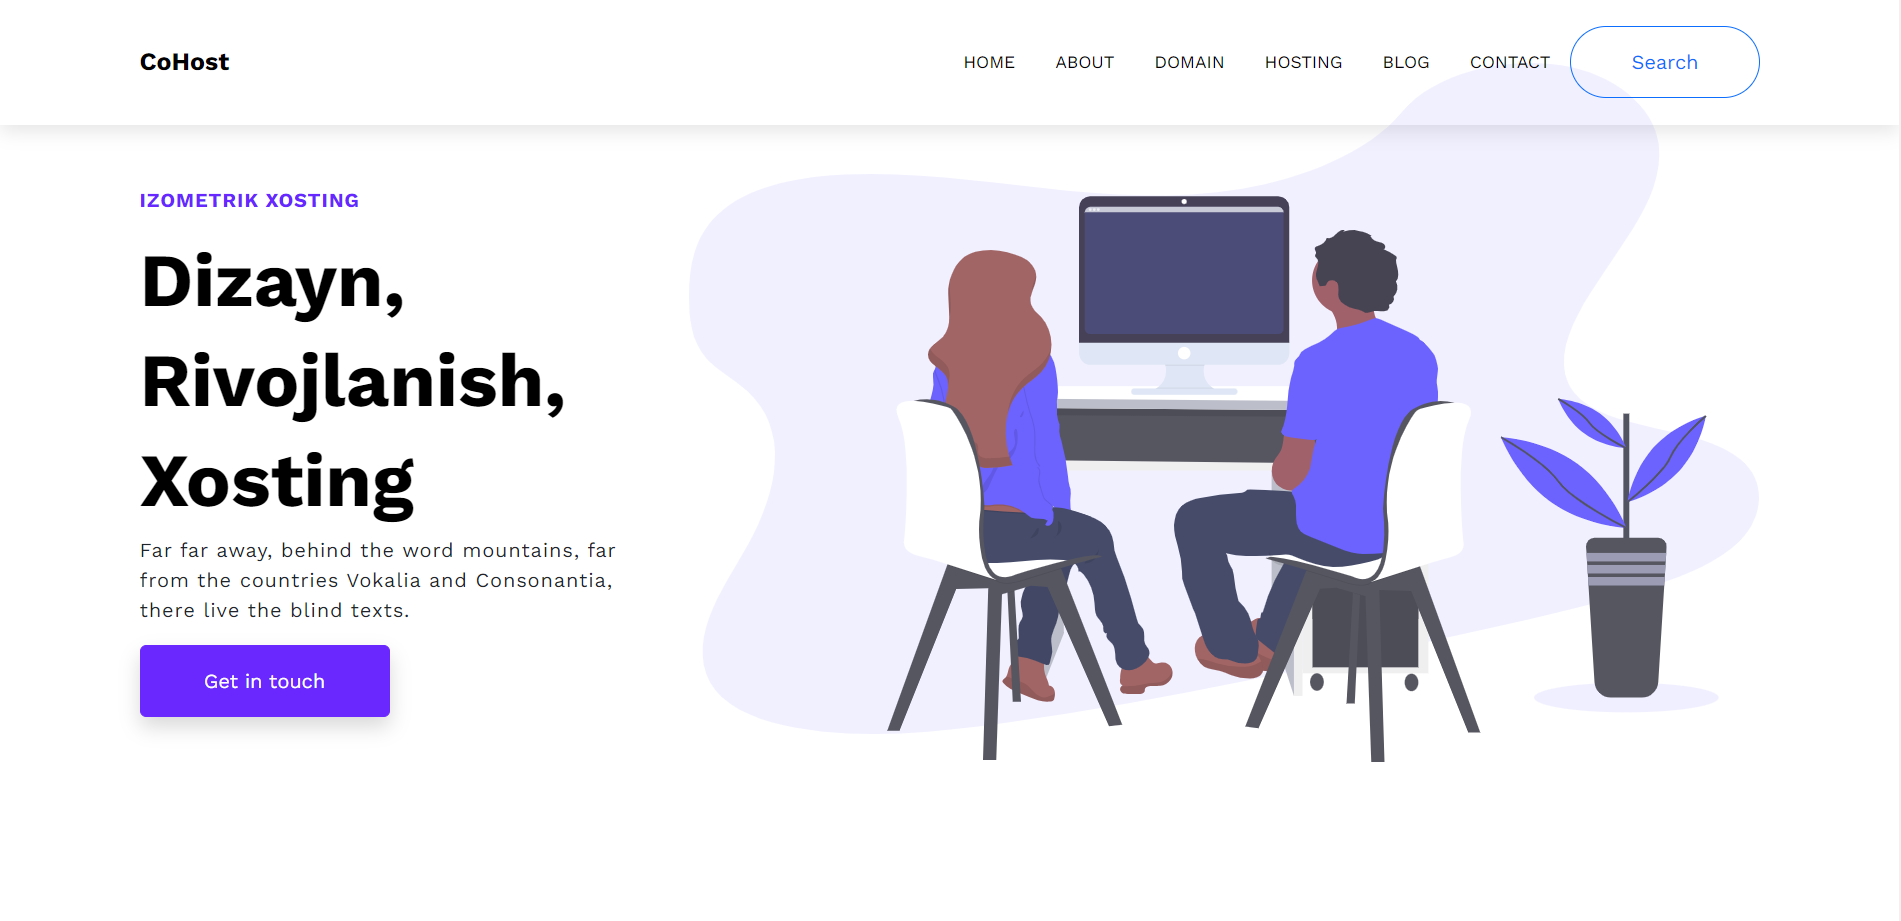 CoHost
HOME ABOUT DOMAIN HOSTING BLOG CONTACT Search
IZOMETRIK XOSTING
Dizayn,
Rivojlanish,
Xosting
Far far away, behind the word mountains, far
from the countries Vokalia and Consonantia,
there live the blind texts.
Get in touch